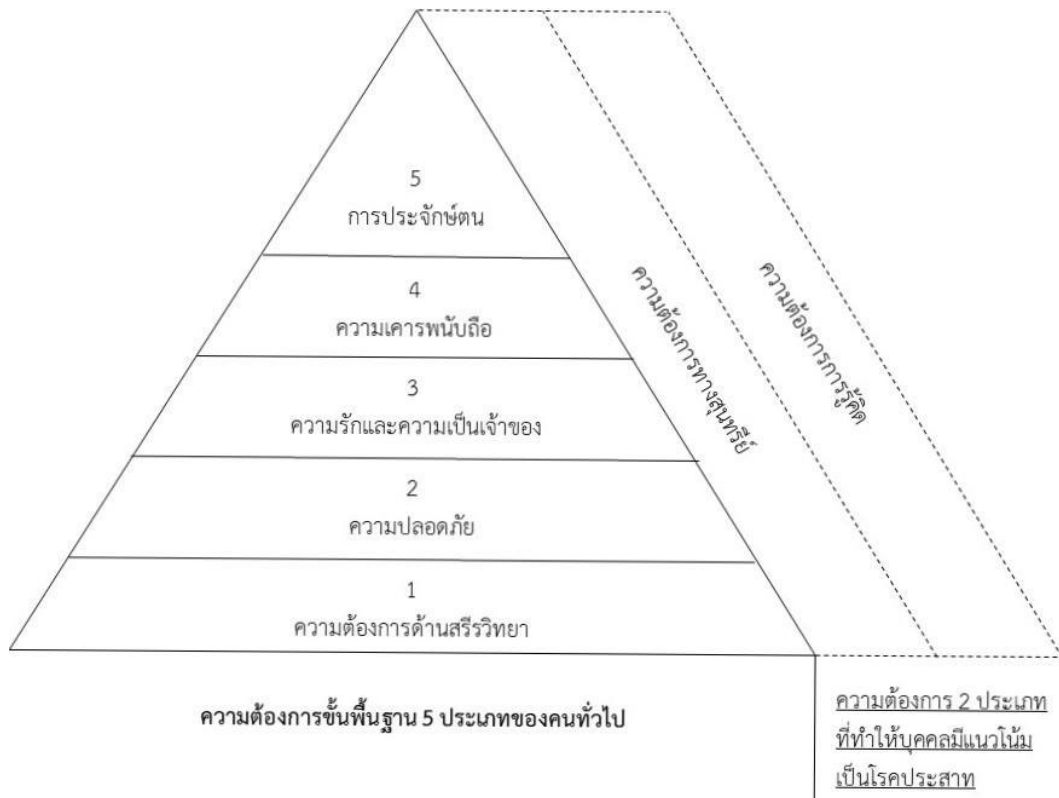 5
การประจักษ์ตน
4
ความเคารพนับถือ
3
ความรักและความเป็นเจ้าของ
2
ความปลอดภัย
1
ความต้องการด้านสรีรวิทยา
ความต้องการทางสุนทรีย์
ความต้องการการรู้คิด
ความต้องการขั้นพื้นฐาน 5 ประเภทของคนทั่วไป
ความต้องการ 2 ประเภท
ที่ทำให้บุคคลมีแนวโน้ม
เป็นโรคประสาท